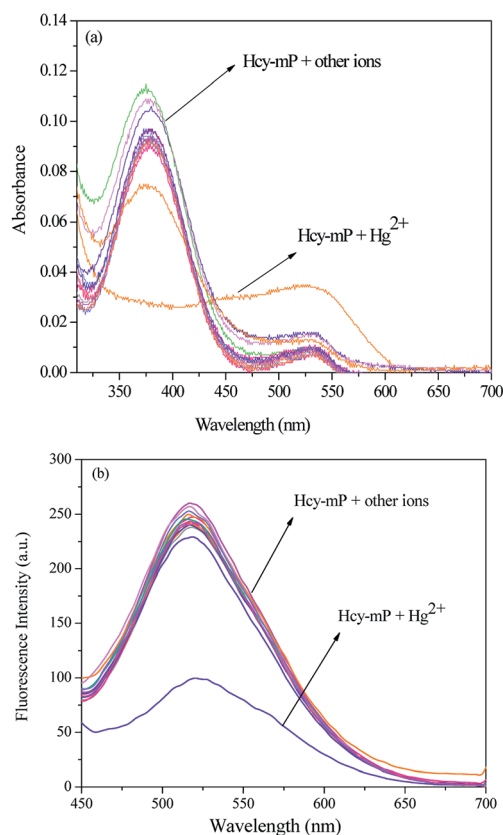 (a)
Hcy-mP + other ions
Hcy-mP + Hg2+
Absorbance
0.14
0.12
0.10
0.08
0.06
0.04
0.02
0.00
350 400 450 500 550 600 650 700
Wavelength (nm)
(b)
Hcy-mP + other ions
Hcy-mP + Hg2+
Fluorescence Intensity (a.u.)
300
250
200
150
100
50
0
450 500 550 600 650 700
Wavelength (nm)